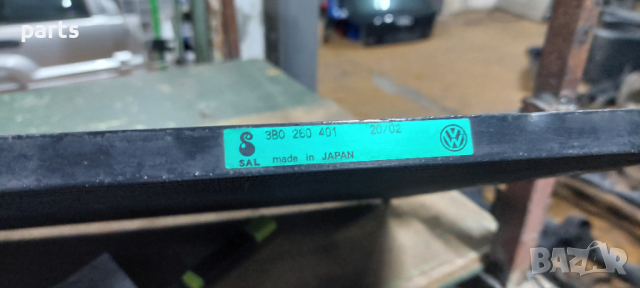 parts
3B0 260 401 20/02
SAL made in JAPAN
bazar